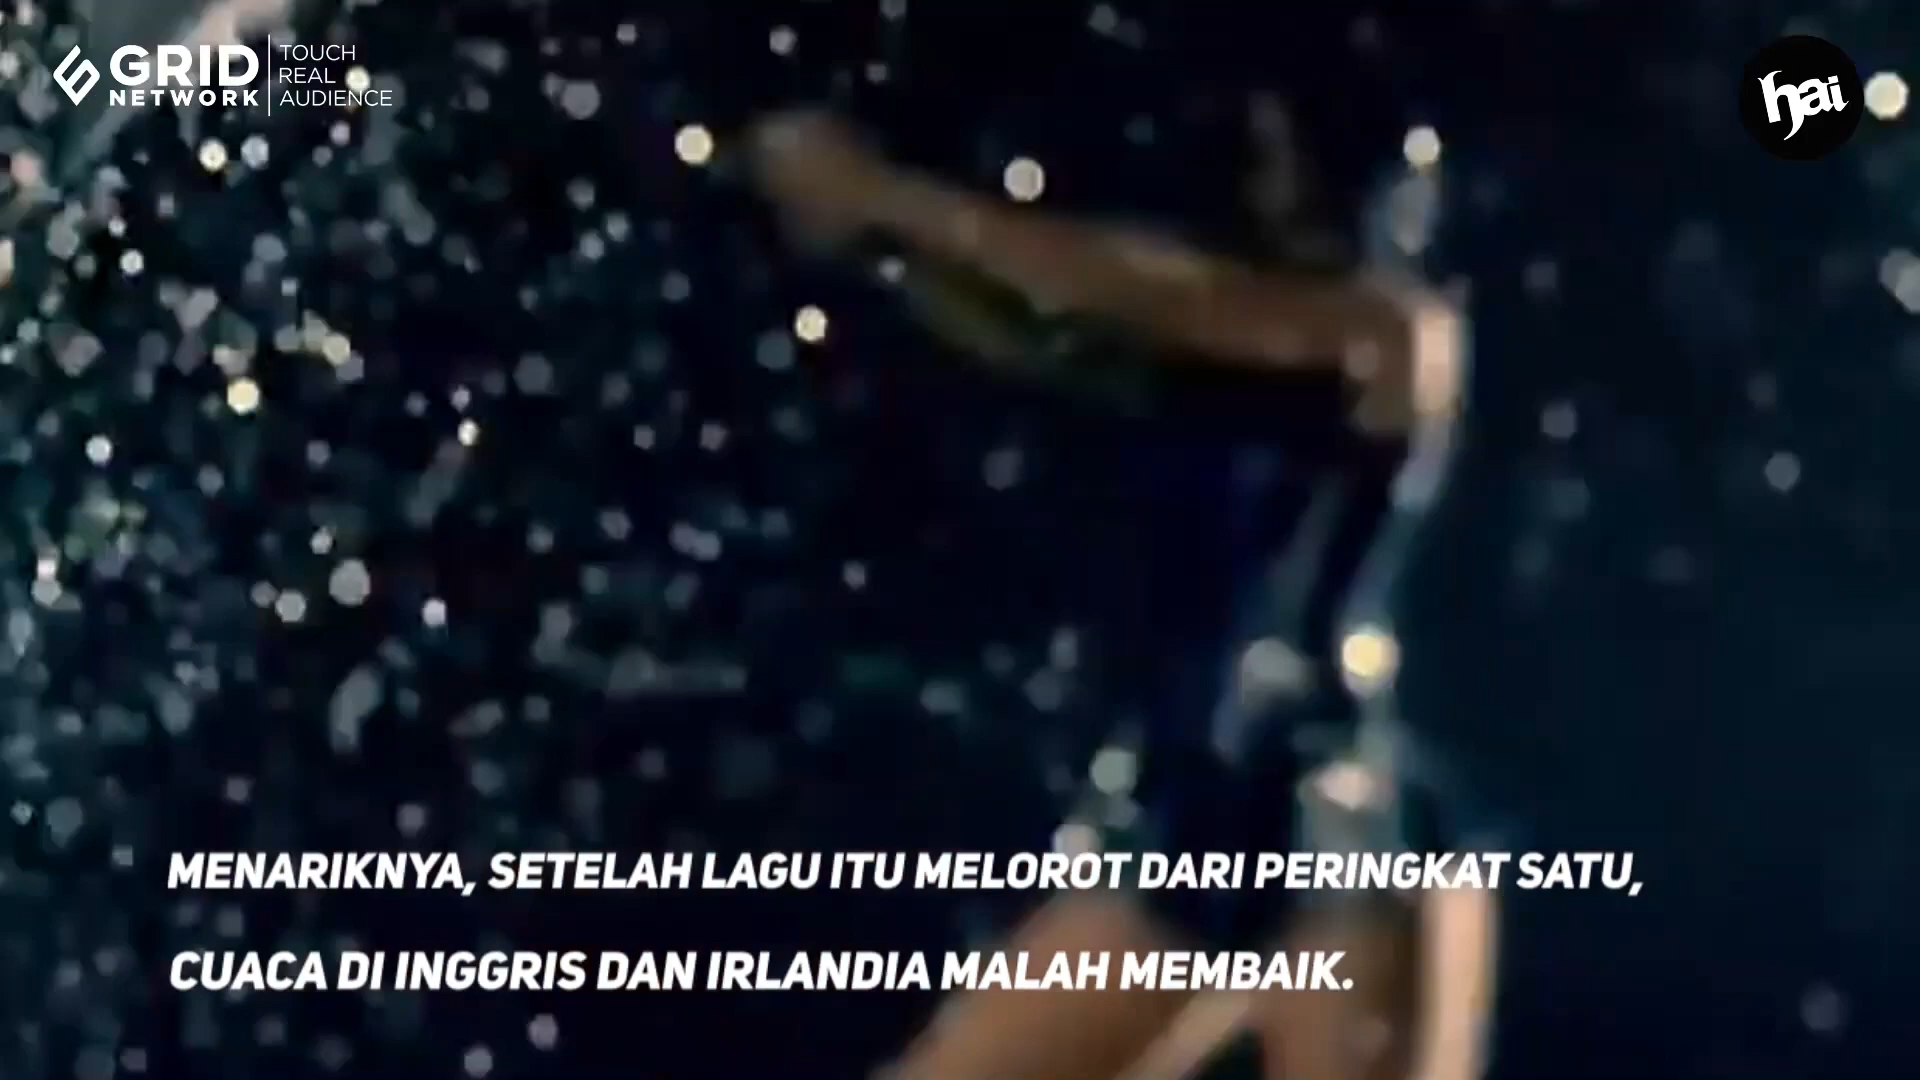 GRID
NETWORK
TOUCH
REAL
AUDIENCE
hai
MENARIKNYA, SETELAH LAGU ITU MELOROT DARI PERINGKAT SATU,
CUACA DI INGGRIS DAN IRLANDIA MALAH MEMBAIK.